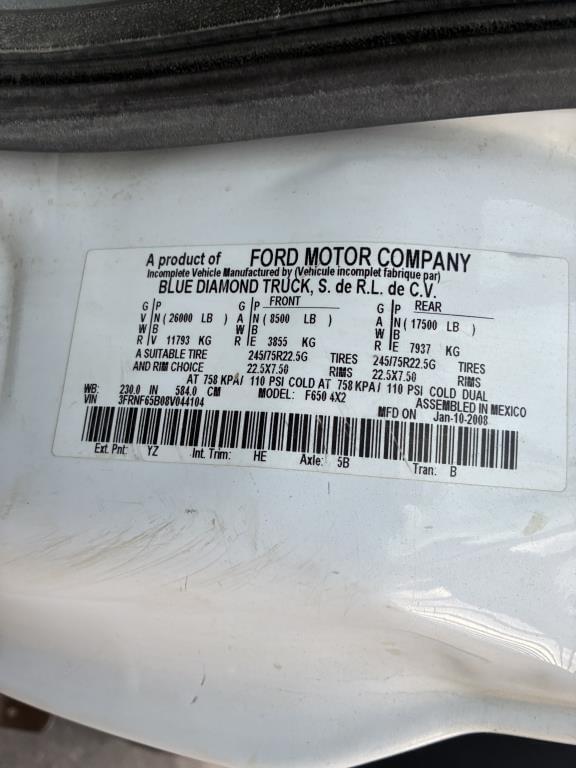 A product of FORD MOTOR COMPANY
Incomplete Vehicle Manufactured by (Vehicule incomplet fabrique par)
BLUE DIAMOND TRUCK, S. de R.L. de C.V.
G P G P FRONT G P REAR
V N ( 26000 LB ) A N ( 8500 LB ) A N ( 17500 LB )
W B W B W B
R V 11793 KG R E 3855 KG R E 7937 KG
A SUITABLE TIRE 245/75R22.5G TIRES 245/75R22.5G TIRES
AND RIM CHOICE 22.5X7.50 RIMS 22.5X7.50 RIMS
AT 758 KPA/ 110 PSI COLD AT 758 KPA/ 110 PSI COLD DUAL
WB: 230.0 IN 584.0 CM MODEL: F650 4X2 ASSEMBLED IN MEXICO
VIN 3FRNF65B08V044104 MFD ON Jan-10-2008
Ext. Pnt: YZ Int. Trim: HE Axle: 5B Tran: B